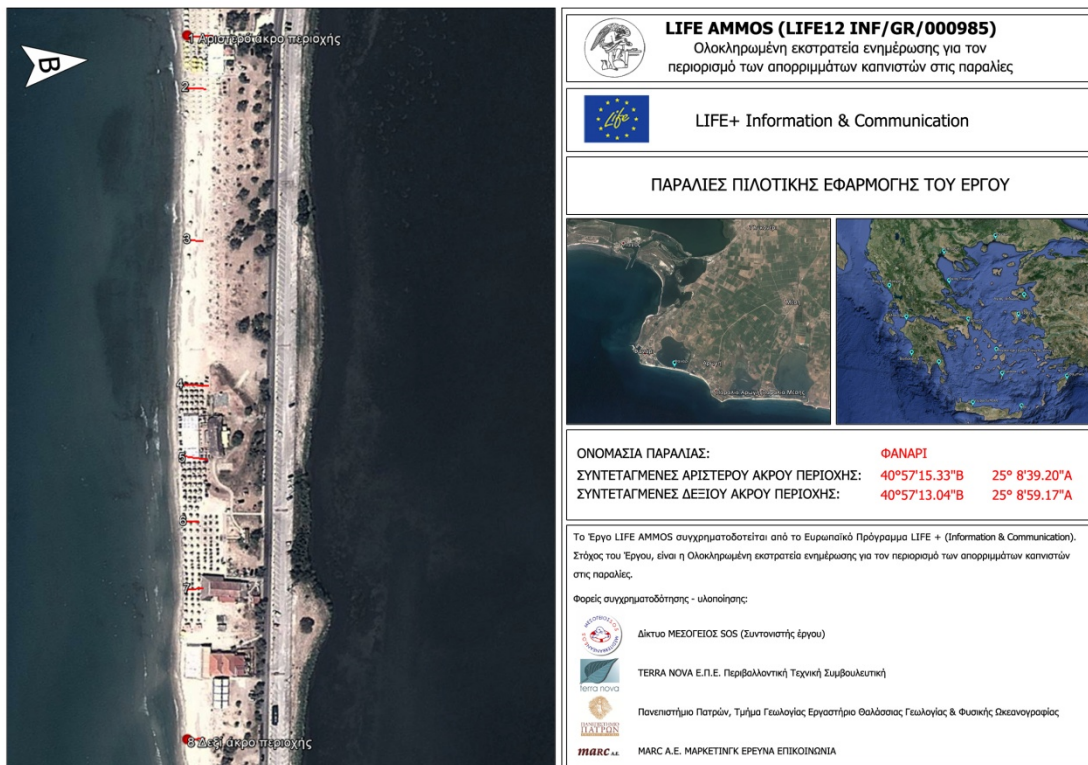 B
1 Αριστερό άκρο περιοχής
2
3
4
5
6
7
8 Δεξί άκρο περιοχής
LIFE AMMOS (LIFE12 INF/GR/000985)
Ολοκληρωμένη εκστρατεία ενημέρωσης για τον
περιορισμό των απορριμμάτων καπνιστών στις παραλίες
Life
LIFE+ Information & Communication
ΠΑΡΑΛΙΕΣ ΠΙΛΟΤΙΚΗΣ ΕΦΑΡΜΟΓΗΣ ΤΟΥ ΕΡΓΟΥ
ΟΝΟΜΑΣΙΑ ΠΑΡΑΛΙΑΣ: ΦΑΝΑΡΙ
ΣΥΝΤΕΤΑΓΜΕΝΕΣ ΑΡΙΣΤΕΡΟΥ ΑΚΡΟΥ ΠΕΡΙΟΧΗΣ: 40°57'15.33"Β 25° 8'39.20"Α
ΣΥΝΤΕΤΑΓΜΕΝΕΣ ΔΕΞΙΟΥ ΑΚΡΟΥ ΠΕΡΙΟΧΗΣ: 40°57'13.04"Β 25° 8'59.17"Α
Το Έργο LIFE AMMOS συγχρηματοδοτείται από το Ευρωπαϊκό Πρόγραμμα LIFE + (Information & Communication).
Στόχος του Έργου, είναι η Ολοκληρωμένη εκστρατεία ενημέρωσης για τον περιορισμό των απορριμμάτων καπνιστών
στις παραλίες.
Φορείς συγχρηματοδότησης - υλοποίησης:
Δίκτυο ΜΕΣΟΓΕΙΟΣ SOS (Συντονιστής έργου)
terra nova
TERRA NOVA Ε.Π.Ε. Περιβαλλοντική Τεχνική Συμβουλευτική
ΠΑΝΕΠΙΣΤΗΜΙΟ
ΠΑΤΡΩΝ
Πανεπιστήμιο Πατρών, Τμήμα Γεωλογίας Εργαστήριο Θαλάσσιας Γεωλογίας & Φυσικής Ωκεανογραφίας
marc A.E.
MARC A.E. ΜΑΡΚΕΤΙΝΓΚ ΕΡΕΥΝΑ ΕΠΙΚΟΙΝΩΝΙΑ